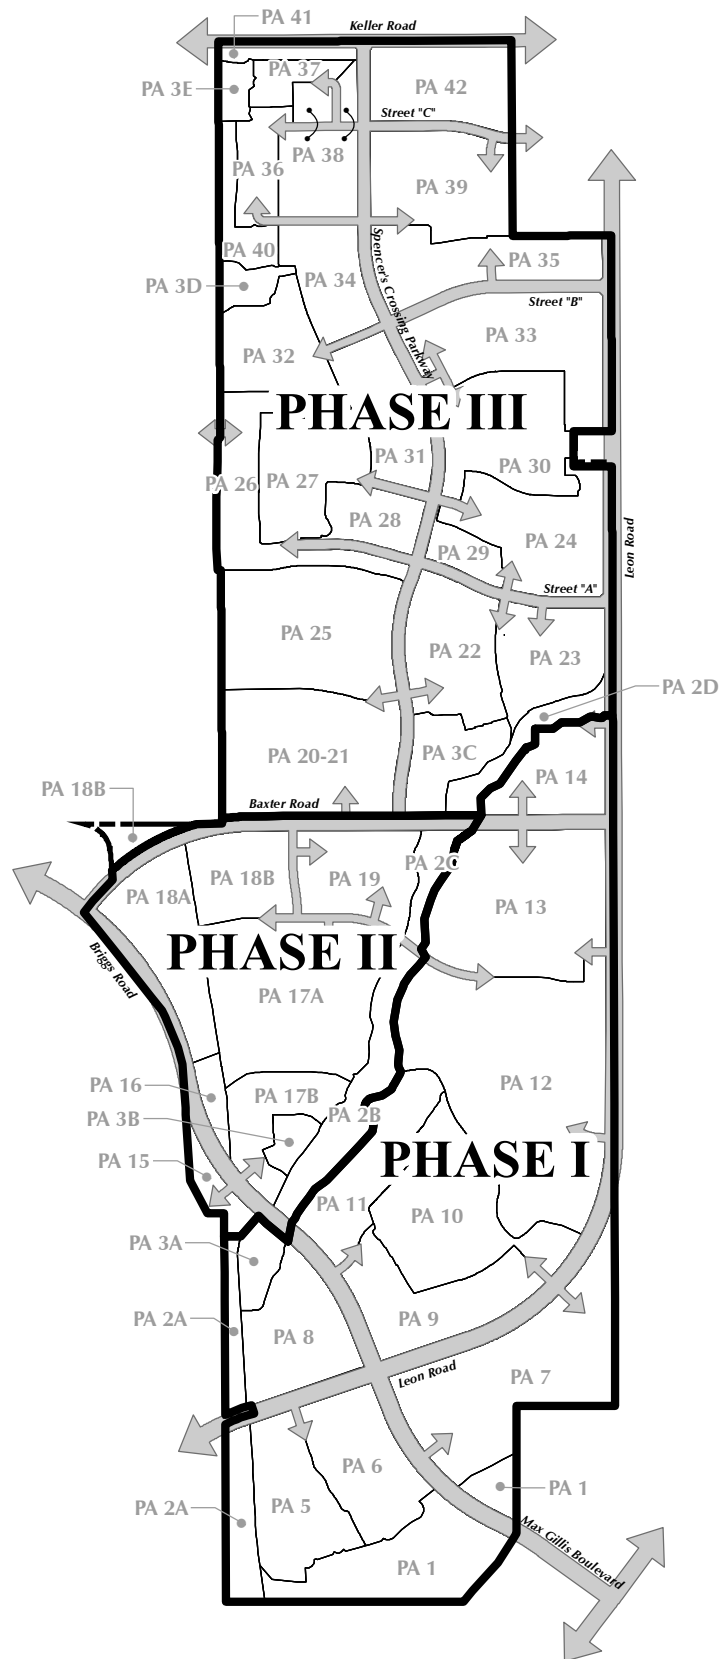 PA 41
Keller Road
PA 37
PA 3E
PA 42
Street "C"
PA 38
PA 36
PA 39
PA 40
PA 35
PA 34
PA 3D
Spencer's Crossing Parkway
Street "B"
PA 33
PA 32
PHASE III
PA 31
PA 30
PA 26
PA 27
PA 28
Leon Road
PA 29
PA 24
Street "A"
PA 25
PA 22
PA 23
PA 2D
PA 20-21
PA 3C
PA 14
PA 18B
Baxter Road
PA 2C
PA 18B
PA 19
PA 18A
PA 13
PHASE II
Briggs Road
PA 17A
PA 16
PA 12
PA 17B
PA 3B
PA 2B
PHASE I
PA 15
PA 11
PA 10
PA 3A
PA 2A
PA 9
PA 8
Leon Road
PA 7
PA 6
PA 1
PA 5
PA 2A
Max Gillis Boulevard
PA 1